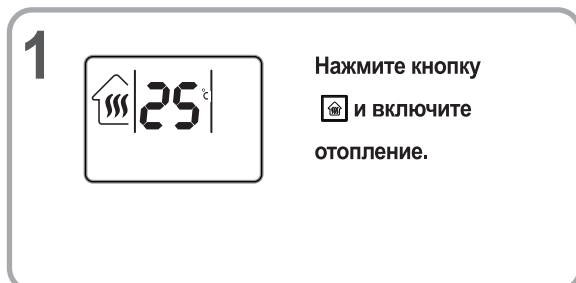 1
25°C
Нажмите кнопку
и включите
отопление.